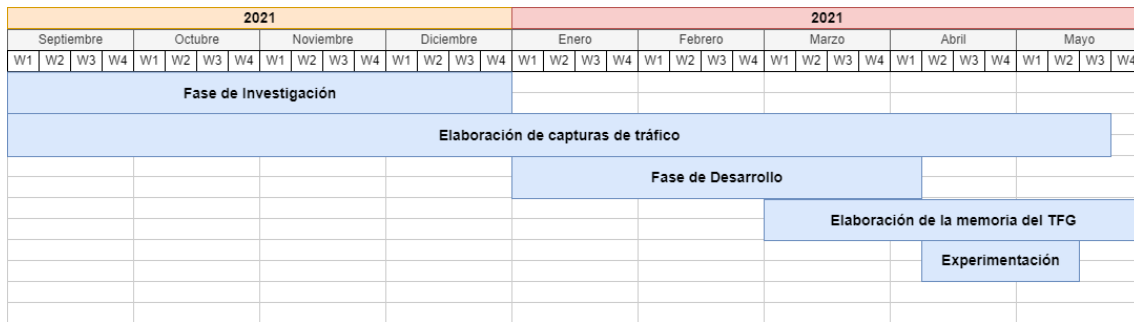 2021 2021
Septiembre Octubre Noviembre Diciembre Enero Febrero Marzo Abril Mayo
W1 W2 W3 W4 W1 W2 W3 W4 W1 W2 W3 W4 W1 W2 W3 W4 W1 W2 W3 W4 W1 W2 W3 W4 W1 W2 W3 W4 W1 W2 W3 W4 W1 W2 W3 W4
Fase de Investigación
Elaboración de capturas de tráfico
Fase de Desarrollo
Elaboración de la memoria del TFG
Experimentación